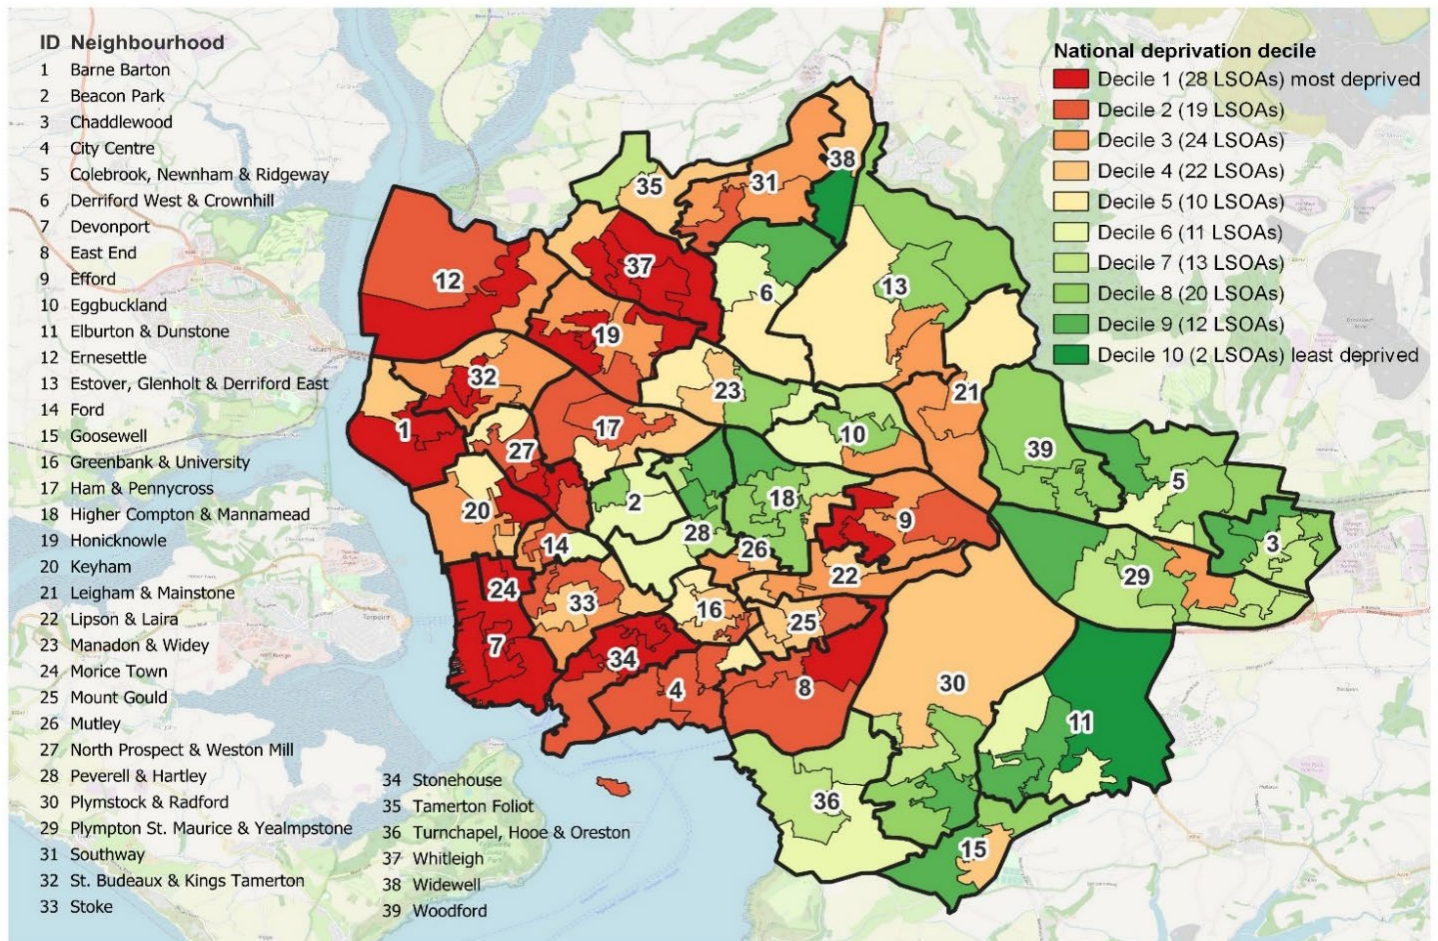 ID Neighbourhood
1 Barne Barton
2 Beacon Park
3 Chaddlewood
4 City Centre
5 Colebrook, Newnham & Ridgeway
6 Derriford West & Crownhill
7 Devonport
8 East End
9 Efford
10 Eggbuckland
11 Elburton & Dunstone
12 Ernesettle
13 Estover, Glenholt & Derriford East
14 Ford
15 Goosewell
16 Greenbank & University
17 Ham & Pennycross
18 Higher Compton & Mannamead
19 Honicknowle
20 Keyham
21 Leigham & Mainstone
22 Lipson & Laira
23 Manadon & Widey
24 Morice Town
25 Mount Gould
26 Mutley
27 North Prospect & Weston Mill
28 Peverell & Hartley
30 Plymstock & Radford
29 Plympton St. Maurice & Yealmpstone
31 Southway
32 St. Budeaux & Kings Tamerton
33 Stoke
34 Stonehouse
35 Tamerton Foliot
36 Turnchapel, Hooe & Oreston
37 Whitleigh
38 Widewell
39 Woodford
National deprivation decile
Decile 1 (28 LSOAs) most deprived
Decile 2 (19 LSOAs)
Decile 3 (24 LSOAs)
Decile 4 (22 LSOAs)
Decile 5 (10 LSOAs)
Decile 6 (11 LSOAs)
Decile 7 (13 LSOAs)
Decile 8 (20 LSOAs)
Decile 9 (12 LSOAs)
Decile 10 (2 LSOAs) least deprived
38
31
35
37
12
6
13
19
32
23
21
1
17
10
27
39
5
2
18
20
9
28
3
14
26
22
29
24
33
16
25
7
34
4
8
30
11
36
15